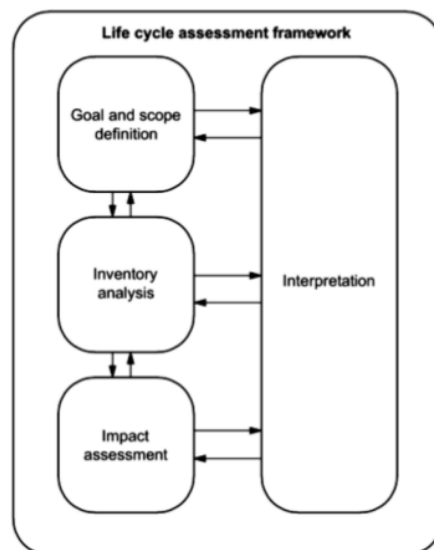 Life cycle assessment framework
Goal and scope
definition
Inventory
analysis
Interpretation
Impact
assessment